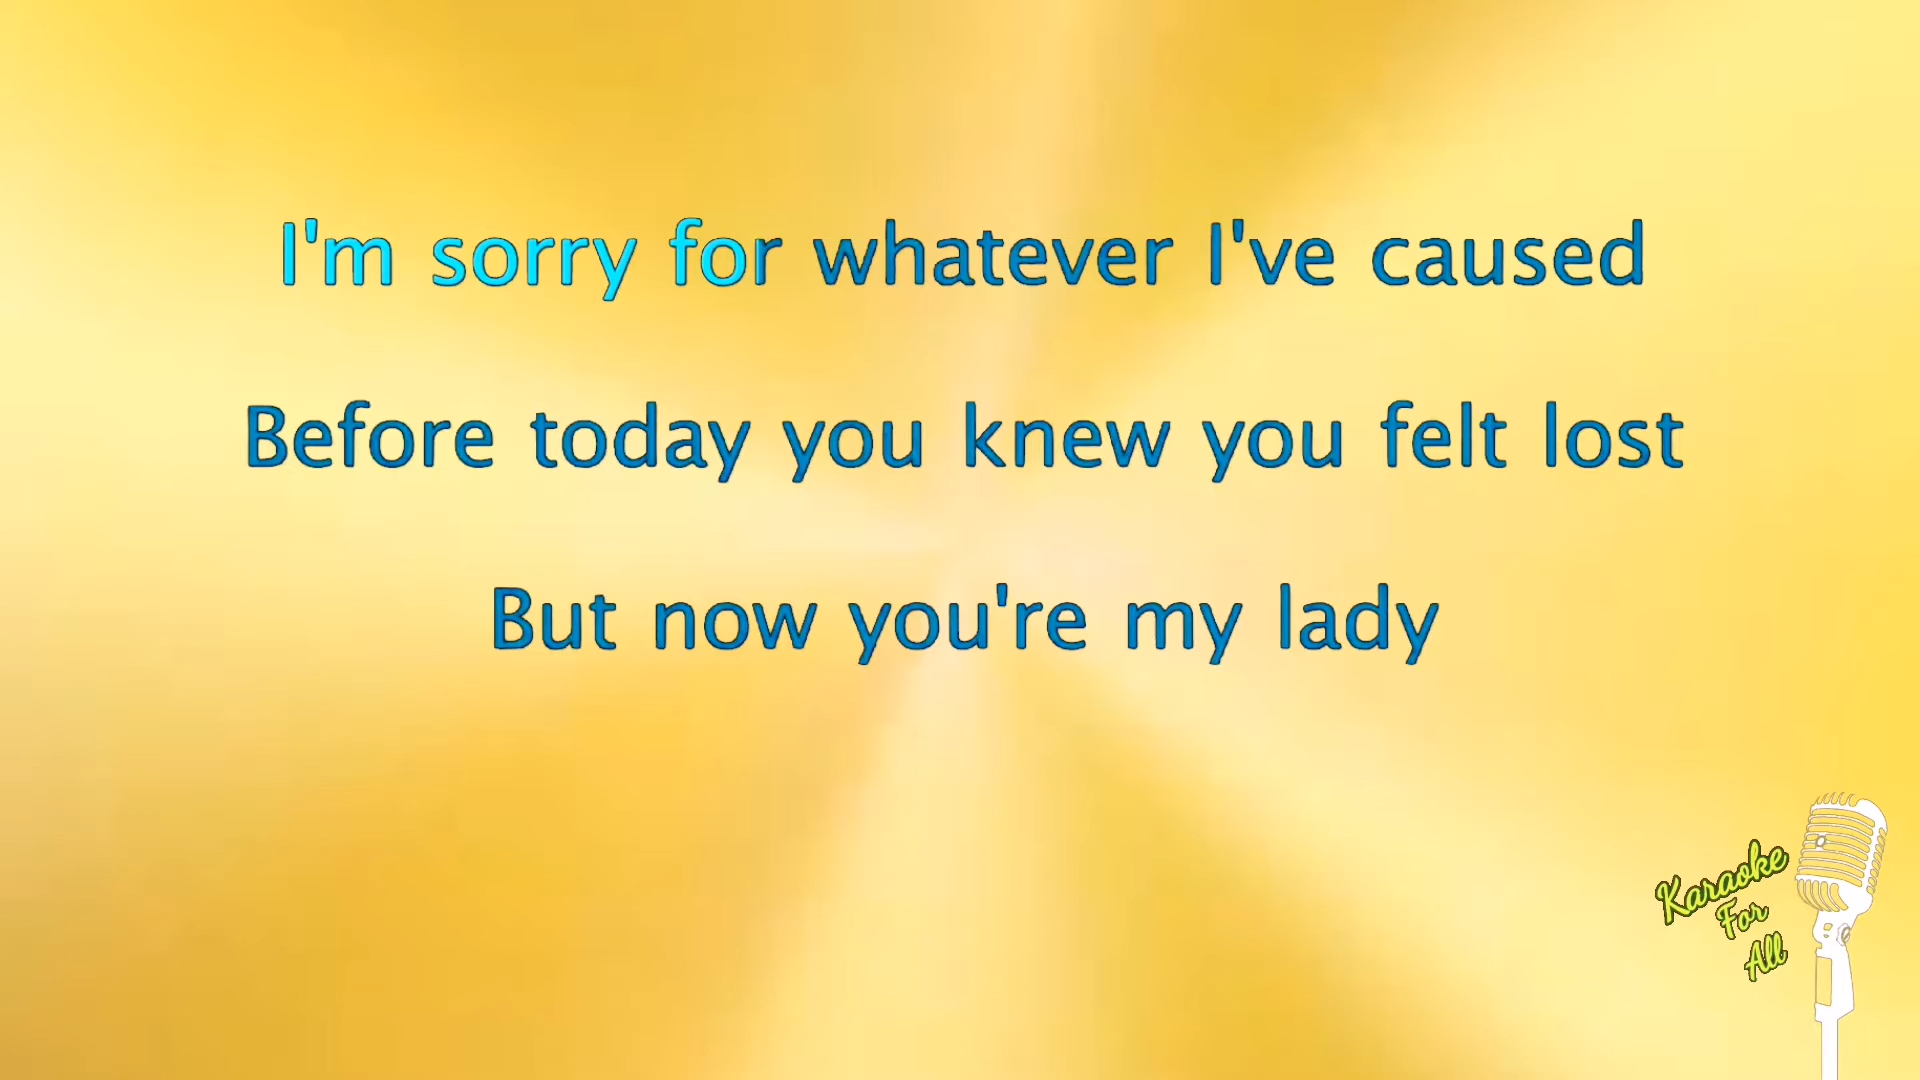 I'm sorry for whatever I've caused
Before today you knew you felt lost
But now you're my lady
Karaoke
For
All